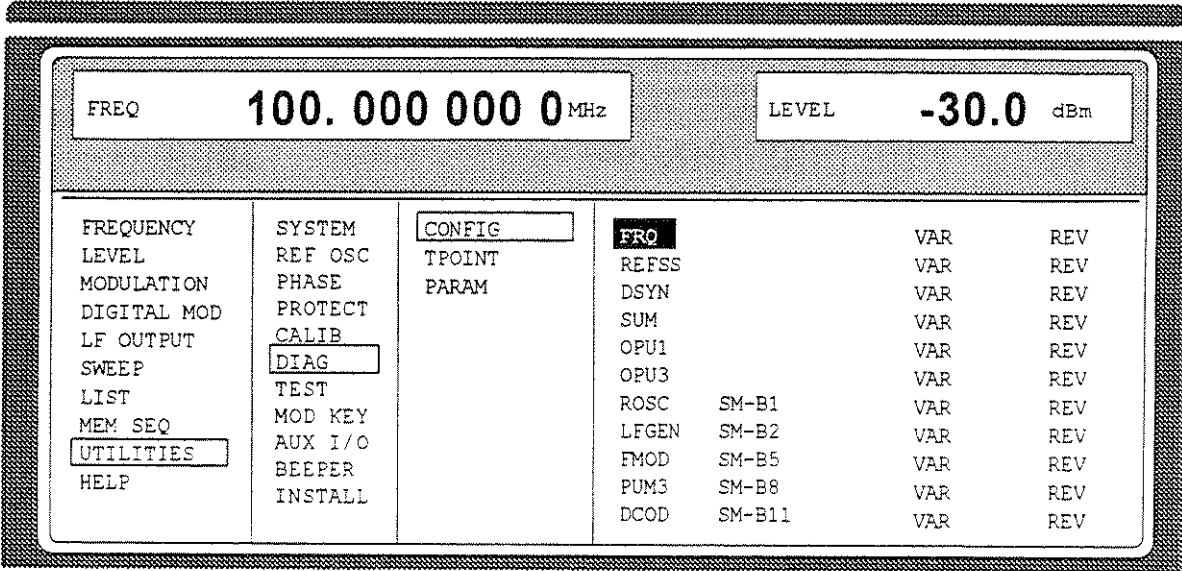 FREQ 100. 000 000 0 MHz LEVEL -30.0 dBm
FREQUENCY SYSTEM CONFIG FRQ VAR REV
LEVEL REF OSC TPOINT REFSS VAR REV
MODULATION PHASE PARAM DSYN VAR REV
DIGITAL MOD PROTECT SUM VAR REV
LF OUTPUT CALIB OPU1 VAR REV
SWEEP DIAG OPU3 VAR REV
LIST TEST ROSC SM-B1 VAR REV
MEM SEQ MOD KEY LFGEN SM-B2 VAR REV
UTILITIES AUX I/O FMOD SM-B5 VAR REV
HELP BEEPER PUM3 SM-B8 VAR REV
INSTALL DCOD SM-B11 VAR REV